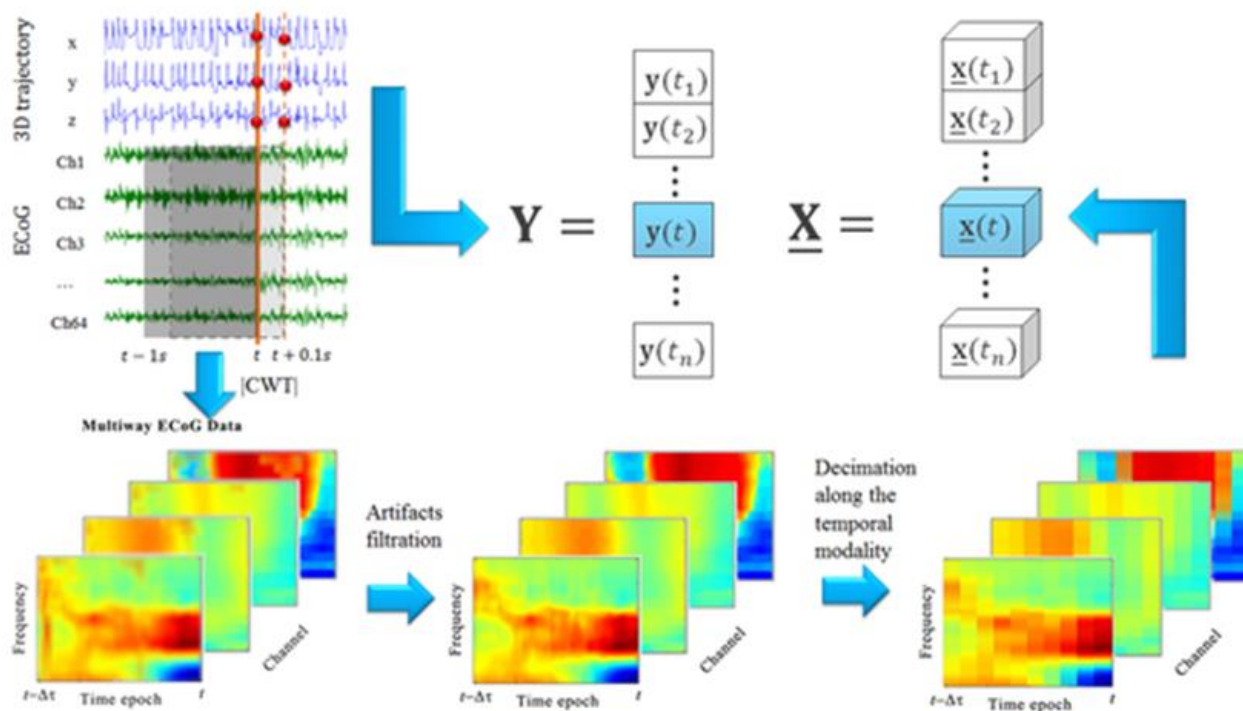 3D trajectory
x
y
z
ECoG
Ch1
Ch2
Ch3
...
Ch64
t − 1s
t
t + 0.1s
|CWT|
Y =
y(t₁)
y(t₂)
⋮
y(t)
⋮
y(tₙ)
X =
x(t₁)
x(t₂)
⋮
x(t)
⋮
x(tₙ)
Multiway ECoG Data
Frequency
t−Δτ
Time epoch
t
Channel
Artifacts
filtration
Frequency
t−Δτ
Time epoch
t
Channel
Decimation
along the
temporal
modality
Frequency
t−Δτ
Time epoch
t
Channel